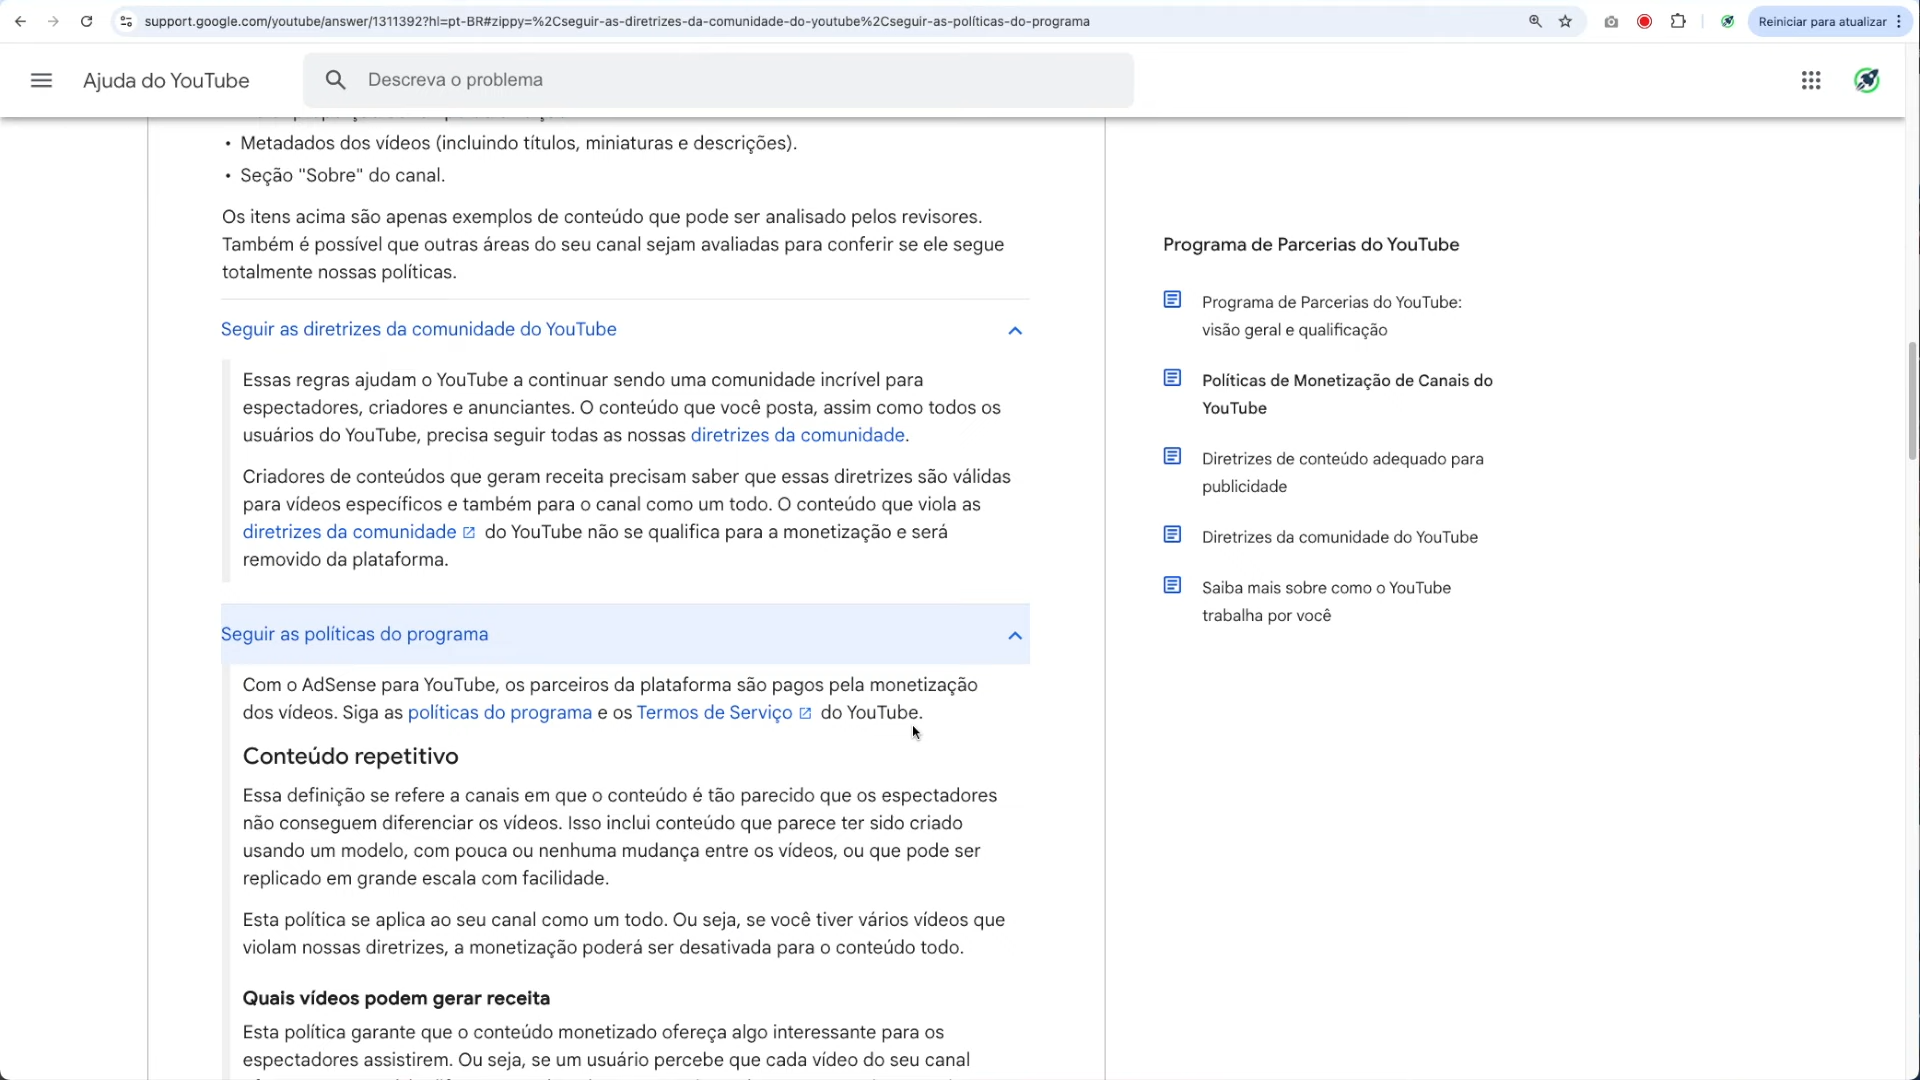 support.google.com/youtube/answer/1311392?hl=pt-BR#zippy=%2Cseguir-as-diretrizes-da-comunidade-do-youtube%2Cseguir-as-políticas-do-programa
Reiniciar para atualizar
Ajuda do YouTube
Descreva o problema
• Metadados dos vídeos (incluindo títulos, miniaturas e descrições).
• Seção "Sobre" do canal.
Os itens acima são apenas exemplos de conteúdo que pode ser analisado pelos revisores.
Também é possível que outras áreas do seu canal sejam avaliadas para conferir se ele segue
totalmente nossas políticas.
Seguir as diretrizes da comunidade do YouTube
Essas regras ajudam o YouTube a continuar sendo uma comunidade incrível para
espectadores, criadores e anunciantes. O conteúdo que você posta, assim como todos os
usuários do YouTube, precisa seguir todas as nossas diretrizes da comunidade.
Criadores de conteúdos que geram receita precisam saber que essas diretrizes são válidas
para vídeos específicos e também para o canal como um todo. O conteúdo que viola as
diretrizes da comunidade do YouTube não se qualifica para a monetização e será
removido da plataforma.
Seguir as políticas do programa
Com o AdSense para YouTube, os parceiros da plataforma são pagos pela monetização
dos vídeos. Siga as políticas do programa e os Termos de Serviço do YouTube.
Conteúdo repetitivo
Essa definição se refere a canais em que o conteúdo é tão parecido que os espectadores
não conseguem diferenciar os vídeos. Isso inclui conteúdo que parece ter sido criado
usando um modelo, com pouca ou nenhuma mudança entre os vídeos, ou que pode ser
replicado em grande escala com facilidade.
Esta política se aplica ao seu canal como um todo. Ou seja, se você tiver vários vídeos que
violam nossas diretrizes, a monetização poderá ser desativada para o conteúdo todo.
Quais vídeos podem gerar receita
Esta política garante que o conteúdo monetizado ofereça algo interessante para os
espectadores assistirem. Ou seja, se um usuário percebe que cada vídeo do seu canal
Programa de Parcerias do YouTube
Programa de Parcerias do YouTube:
visão geral e qualificação
Políticas de Monetização de Canais do
YouTube
Diretrizes de conteúdo adequado para
publicidade
Diretrizes da comunidade do YouTube
Saiba mais sobre como o YouTube
trabalha por você